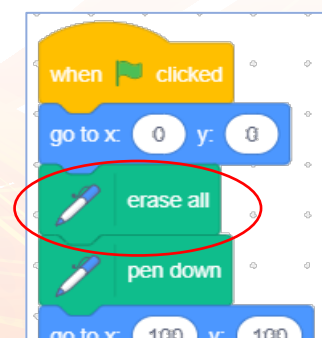 when clicked
go to x: 0 y: 0
erase all
pen down
go to x: 100 y: 100